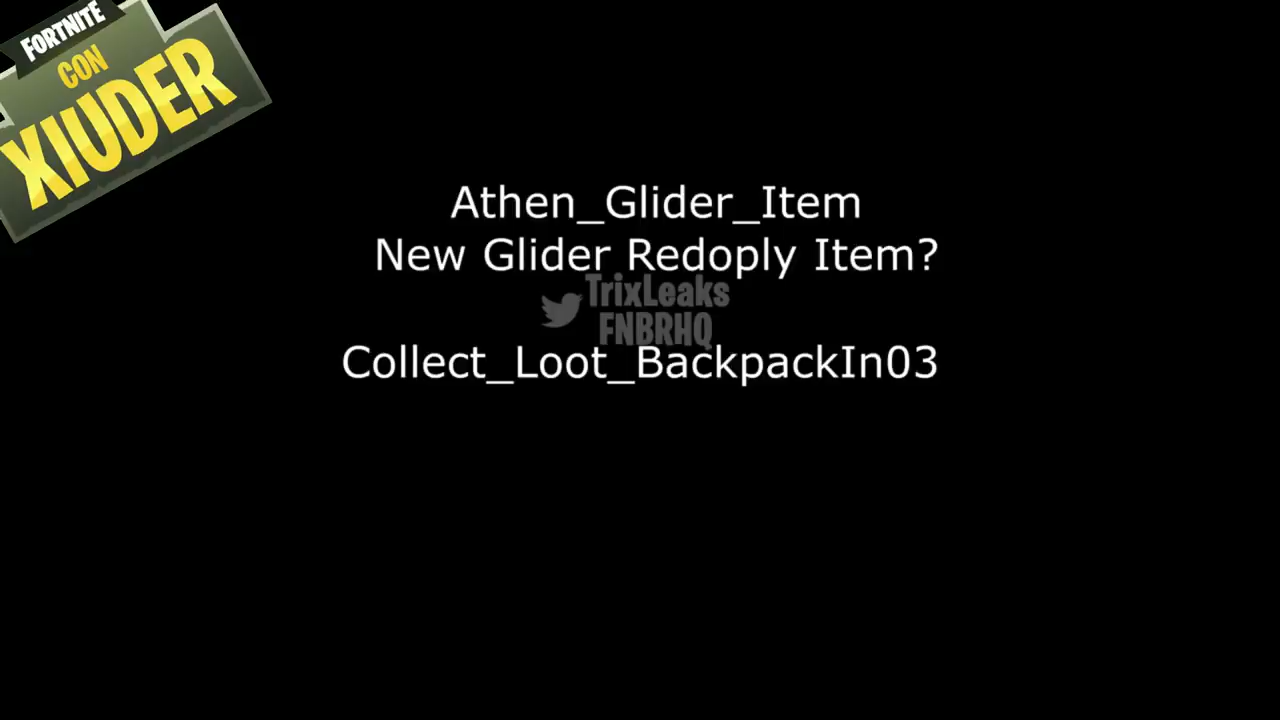 FORTNITE
CON
XIUDER
Athen_Glider_Item
New Glider Redoply Item?
TrixLeaks
FNBRHQ
Collect_Loot_BackpackIn03